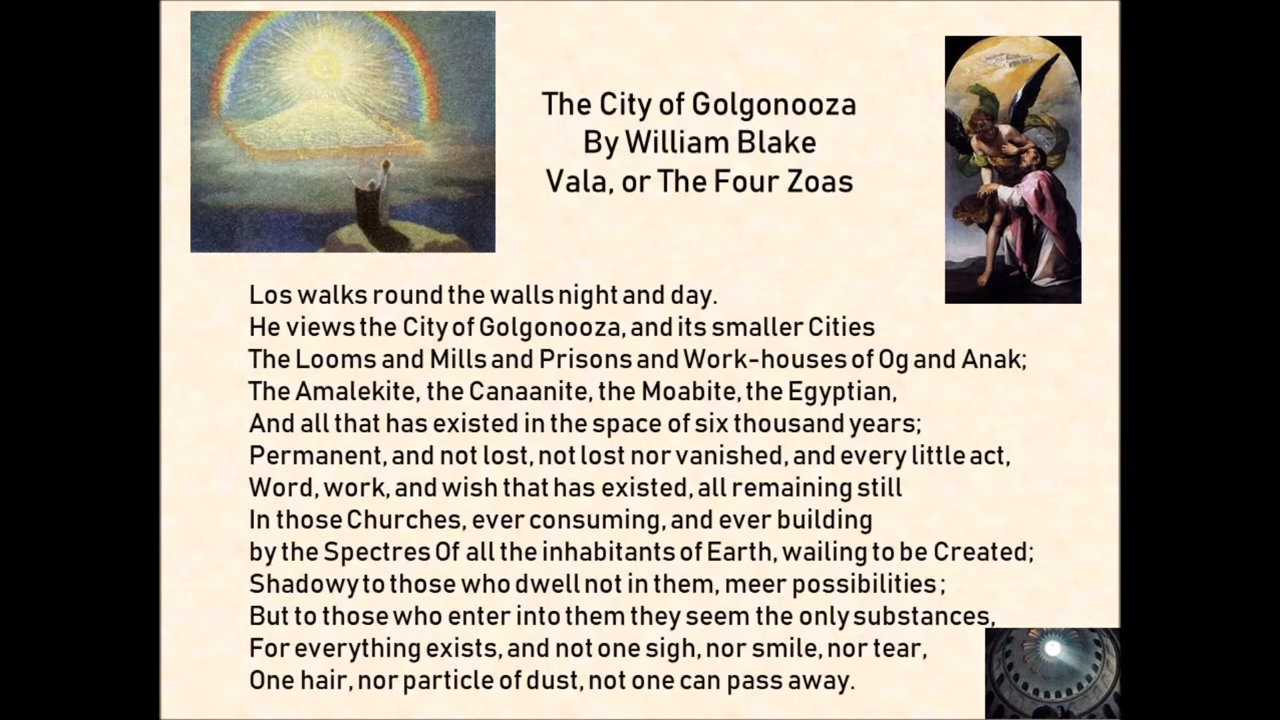 The City of Golgonooza
By William Blake
Vala, or The Four Zoas
Los walks round the walls night and day.
He views the City of Golgonooza, and its smaller Cities
The Looms and Mills and Prisons and Work-houses of Og and Anak;
The Amalekite, the Canaanite, the Moabite, the Egyptian,
And all that has existed in the space of six thousand years;
Permanent, and not lost, not lost nor vanished, and every little act,
Word, work, and wish that has existed, all remaining still
In those Churches, ever consuming, and ever building
by the Spectres Of all the inhabitants of Earth, wailing to be Created;
Shadowy to those who dwell not in them, meer possibilities;
But to those who enter into them they seem the only substances,
For everything exists, and not one sigh, nor smile, nor tear,
One hair, nor particle of dust, not one can pass away.